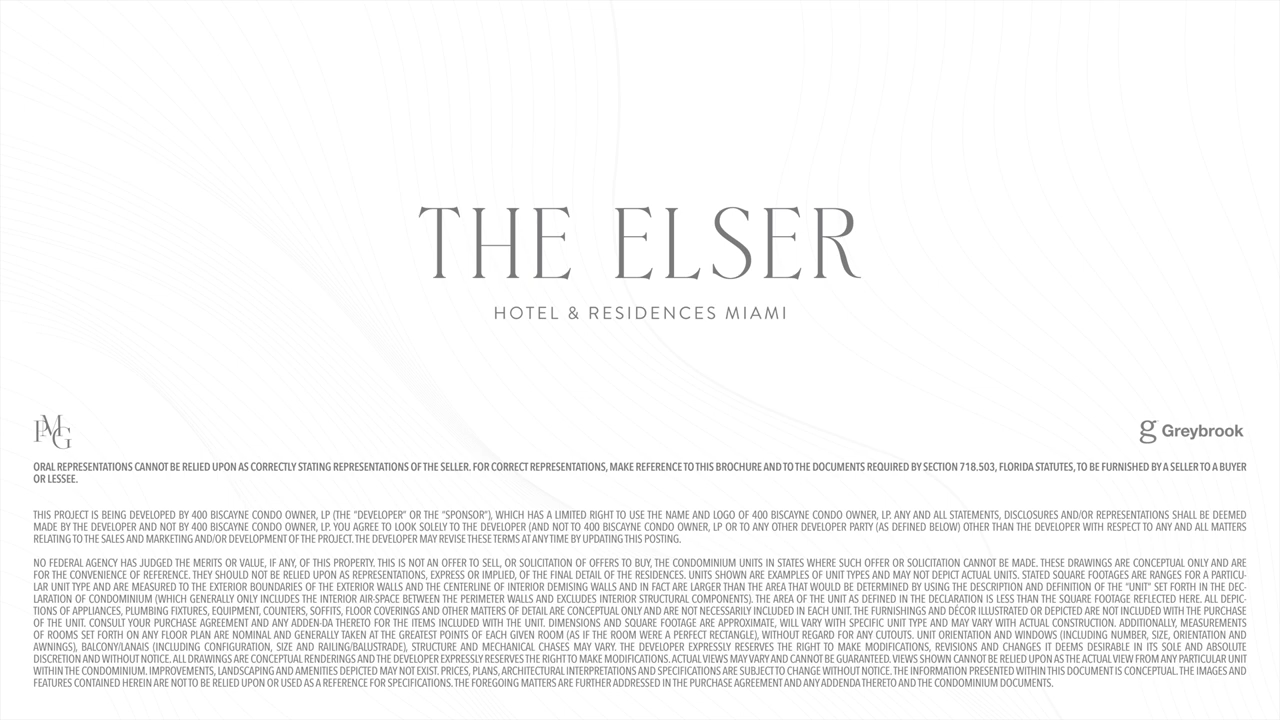 THE ELSER
HOTEL & RESIDENCES MIAMI
PMG
g Greybrook
ORAL REPRESENTATIONS CANNOT BE RELIED UPON AS CORRECTLY STATING REPRESENTATIONS OF THE SELLER. FOR CORRECT REPRESENTATIONS, MAKE REFERENCE TO THIS BROCHURE AND TO THE DOCUMENTS REQUIRED BY SECTION 718.503, FLORIDA STATUTES, TO BE FURNISHED BY A SELLER TO A BUYER
OR LESSEE.
THIS PROJECT IS BEING DEVELOPED BY 400 BISCAYNE CONDO OWNER, LP (THE “DEVELOPER” OR THE “SPONSOR”), WHICH HAS A LIMITED RIGHT TO USE THE NAME AND LOGO OF 400 BISCAYNE CONDO OWNER, LP. ANY AND ALL STATEMENTS, DISCLOSURES AND/OR REPRESENTATIONS SHALL BE DEEMED
MADE BY THE DEVELOPER AND NOT BY 400 BISCAYNE CONDO OWNER, LP. YOU AGREE TO LOOK SOLELY TO THE DEVELOPER (AND NOT TO 400 BISCAYNE CONDO OWNER, LP OR TO ANY OTHER DEVELOPER PARTY (AS DEFINED BELOW) OTHER THAN THE DEVELOPER WITH RESPECT TO ANY AND ALL MATTERS
RELATING TO THE SALES AND MARKETING AND/OR DEVELOPMENT OF THE PROJECT. THE DEVELOPER MAY REVISE THESE TERMS AT ANY TIME BY UPDATING THIS POSTING.
NO FEDERAL AGENCY HAS JUDGED THE MERITS OR VALUE, IF ANY, OF THIS PROPERTY. THIS IS NOT AN OFFER TO SELL, OR SOLICITATION OF OFFERS TO BUY, THE CONDOMINIUM UNITS IN STATES WHERE SUCH OFFER OR SOLICITATION CANNOT BE MADE. THESE DRAWINGS ARE CONCEPTUAL ONLY AND ARE
FOR THE CONVENIENCE OF REFERENCE. THEY SHOULD NOT BE RELIED UPON AS REPRESENTATIONS, EXPRESS OR IMPLIED, OF THE FINAL DETAIL OF THE RESIDENCES. UNITS SHOWN ARE EXAMPLES OF UNIT TYPES AND MAY NOT DEPICT ACTUAL UNITS. STATED SQUARE FOOTAGES ARE RANGES FOR A PARTICU-
LAR UNIT TYPE AND ARE MEASURED TO THE EXTERIOR BOUNDARIES OF THE EXTERIOR WALLS AND THE CENTERLINE OF INTERIOR DEMISING WALLS AND IN FACT ARE LARGER THAN THE AREA THAT WOULD BE DETERMINED BY USING THE DESCRIPTION AND DEFINITION OF THE “UNIT” SET FORTH IN THE DEC-
LARATION OF CONDOMINIUM (WHICH GENERALLY ONLY INCLUDES THE INTERIOR AIR-SPACE BETWEEN THE PERIMETER WALLS AND EXCLUDES INTERIOR STRUCTURAL COMPONENTS). THE AREA OF THE UNIT AS DEFINED IN THE DECLARATION IS LESS THAN THE SQUARE FOOTAGE REFLECTED HERE. ALL DEPIC-
TIONS OF APPLIANCES, PLUMBING FIXTURES, EQUIPMENT, COUNTERS, SOFFITS, FLOOR COVERINGS AND OTHER MATTERS OF DETAIL ARE CONCEPTUAL ONLY AND ARE NOT NECESSARILY INCLUDED IN EACH UNIT. THE FURNISHINGS AND DÉCOR ILLUSTRATED OR DEPICTED ARE NOT INCLUDED WITH THE PURCHASE
OF THE UNIT. CONSULT YOUR PURCHASE AGREEMENT AND ANY ADDEN-DA THERETO FOR THE ITEMS INCLUDED WITH THE UNIT. DIMENSIONS AND SQUARE FOOTAGE ARE APPROXIMATE, WILL VARY WITH SPECIFIC UNIT TYPE AND MAY VARY WITH ACTUAL CONSTRUCTION. ADDITIONALLY, MEASUREMENTS
OF ROOMS SET FORTH ON ANY FLOOR PLAN ARE NOMINAL AND GENERALLY TAKEN AT THE GREATEST POINTS OF EACH GIVEN ROOM (AS IF THE ROOM WERE A PERFECT RECTANGLE), WITHOUT REGARD FOR ANY CUTOUTS. UNIT ORIENTATION AND WINDOWS (INCLUDING NUMBER, SIZE, ORIENTATION AND
AWNINGS), BALCONY/LANAIS (INCLUDING CONFIGURATION, SIZE AND RAILING/BALUSTRADE), STRUCTURE AND MECHANICAL CHASES MAY VARY. THE DEVELOPER EXPRESSLY RESERVES THE RIGHT TO MAKE MODIFICATIONS, REVISIONS AND CHANGES IT DEEMS DESIRABLE IN ITS SOLE AND ABSOLUTE
DISCRETION AND WITHOUT NOTICE. ALL DRAWINGS ARE CONCEPTUAL RENDERINGS AND THE DEVELOPER EXPRESSLY RESERVES THE RIGHT TO MAKE MODIFICATIONS. ACTUAL VIEWS MAY VARY AND CANNOT BE GUARANTEED. VIEWS SHOWN CANNOT BE RELIED UPON AS THE ACTUAL VIEW FROM ANY PARTICULAR UNIT
WITHIN THE CONDOMINIUM. IMPROVEMENTS, LANDSCAPING AND AMENITIES DEPICTED MAY NOT EXIST. PRICES, PLANS, ARCHITECTURAL INTERPRETATIONS AND SPECIFICATIONS ARE SUBJECT TO CHANGE WITHOUT NOTICE. THE INFORMATION PRESENTED WITHIN THIS DOCUMENT IS CONCEPTUAL. THE IMAGES AND
FEATURES CONTAINED HEREIN ARE NOT TO BE RELIED UPON OR USED AS A REFERENCE FOR SPECIFICATIONS. THE FOREGOING MATTERS ARE FURTHER ADDRESSED IN THE PURCHASE AGREEMENT AND ANY ADDENDA THERETO AND THE CONDOMINIUM DOCUMENTS.